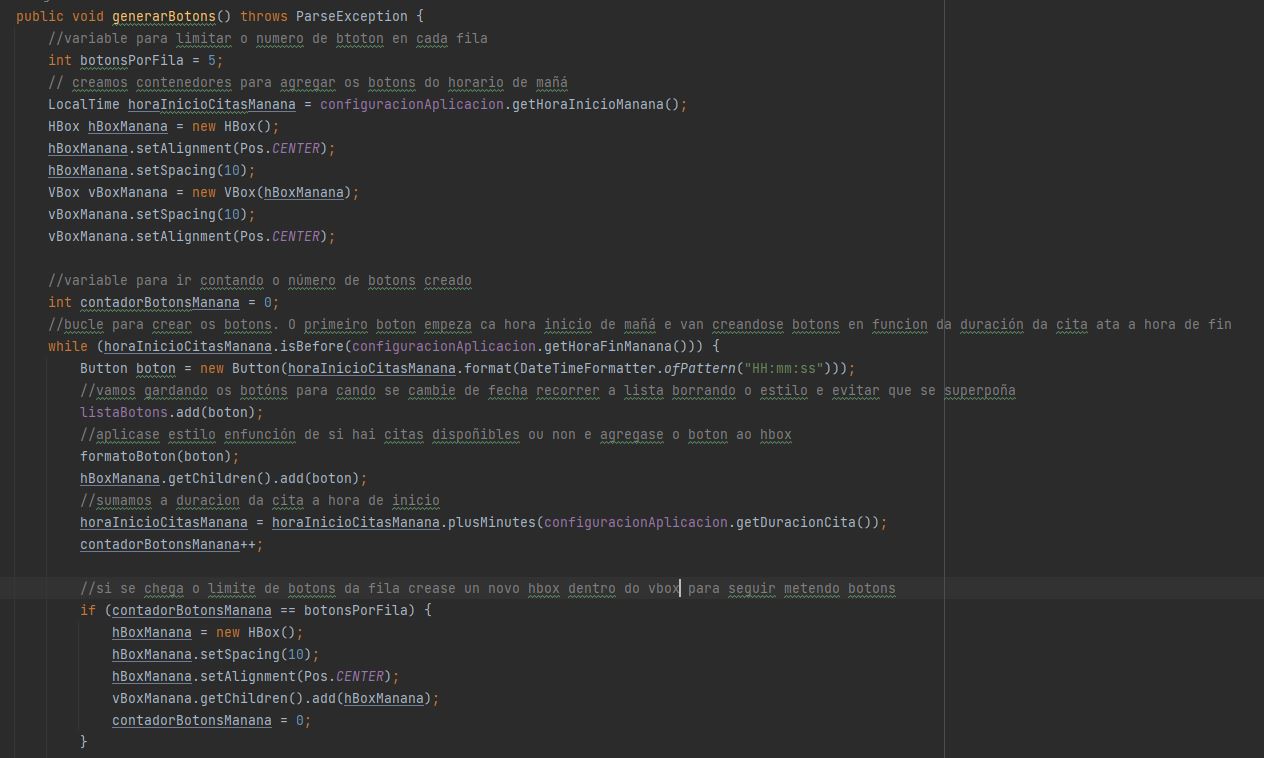 public void generarBotons() throws ParseException {
//variable para limitar o numero de btoton en cada fila
int botonsPorFila = 5;
// creamos contenedores para agregar os botons do horario de mañá
LocalTime horaInicioCitasManana = configuracionAplicacion.getHoraInicioManana();
HBox hBoxManana = new HBox();
hBoxManana.setAlignment(Pos.CENTER);
hBoxManana.setSpacing(10);
VBox vBoxManana = new VBox(hBoxManana);
vBoxManana.setSpacing(10);
vBoxManana.setAlignment(Pos.CENTER);
//variable para ir contando o número de botons creado
int contadorBotonsManana = 0;
//bucle para crear os botons. O primeiro boton empeza ca hora inicio de mañá e van creandose botons en funcion da duración da cita ata a hora de fin
while (horaInicioCitasManana.isBefore(configuracionAplicacion.getHoraFinManana())) {
Button boton = new Button(horaInicioCitasManana.format(DateTimeFormatter.ofPattern("HH:mm:ss")));
//vamos gardando os botóns para cando se cambie de fecha recorrer a lista borrando o estilo e evitar que se superpoña
listaBotons.add(boton);
//aplicase estilo enfunción de si hai citas dispoñibles ou non e agregase o boton ao hbox
formatoBoton(boton);
hBoxManana.getChildren().add(boton);
//sumamos a duracion da cita a hora de inicio
horaInicioCitasManana = horaInicioCitasManana.plusMinutes(configuracionAplicacion.getDuracionCita());
contadorBotonsManana++;
//si se chega o limite de botons da fila crease un novo hbox dentro do vbox para seguir metendo botons
if (contadorBotonsManana == botonsPorFila) {
hBoxManana = new HBox();
hBoxManana.setSpacing(10);
hBoxManana.setAlignment(Pos.CENTER);
vBoxManana.getChildren().add(hBoxManana);
contadorBotonsManana = 0;
}